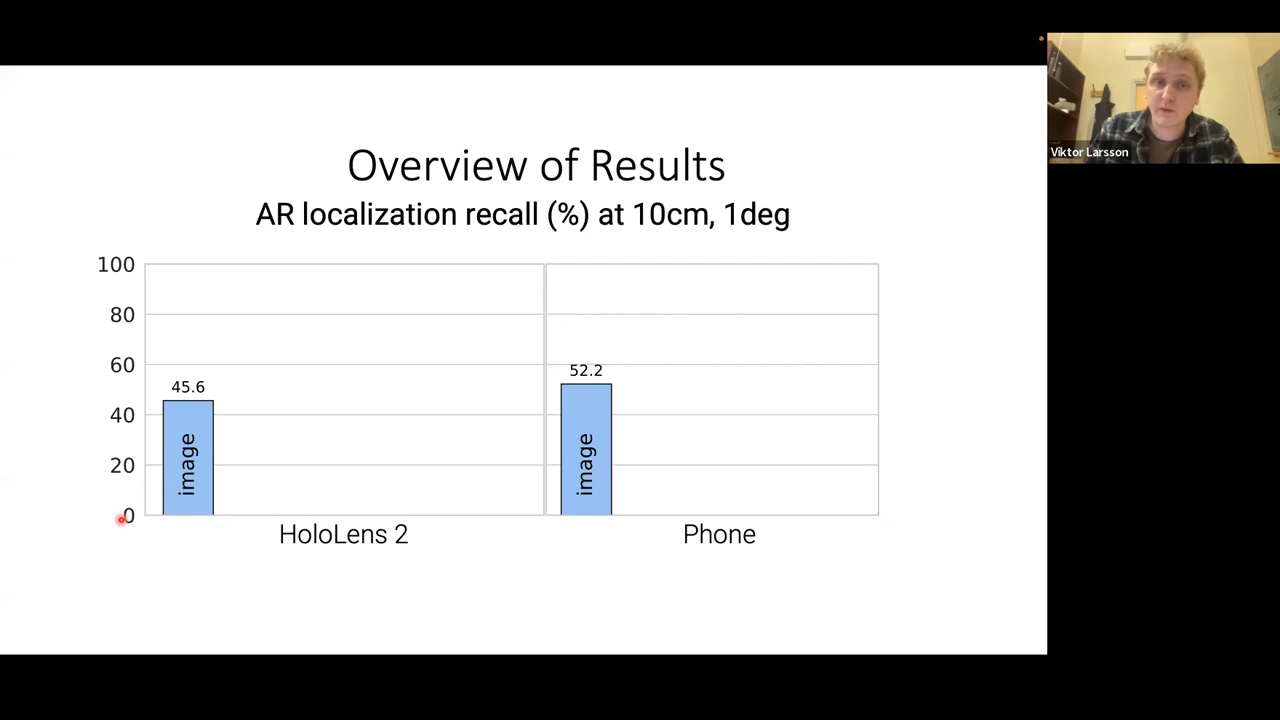 Viktor Larsson
Overview of Results
AR localization recall (%) at 10cm, 1deg
100
80
60
40
20
0
45.6
image
52.2
image
HoloLens 2
Phone